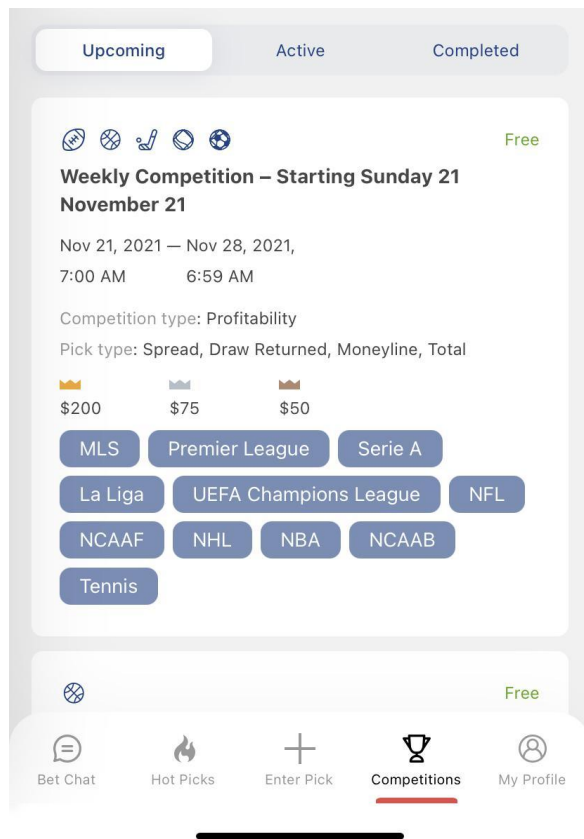 Upcoming Active Completed
Free
Weekly Competition – Starting Sunday 21
November 21
Nov 21, 2021 — Nov 28, 2021,
7:00 AM 6:59 AM
Competition type: Profitability
Pick type: Spread, Draw Returned, Moneyline, Total
$200 $75 $50
MLS Premier League Serie A
La Liga UEFA Champions League NFL
NCAAF NHL NBA NCAAB
Tennis
Free
Bet Chat Hot Picks Enter Pick Competitions My Profile